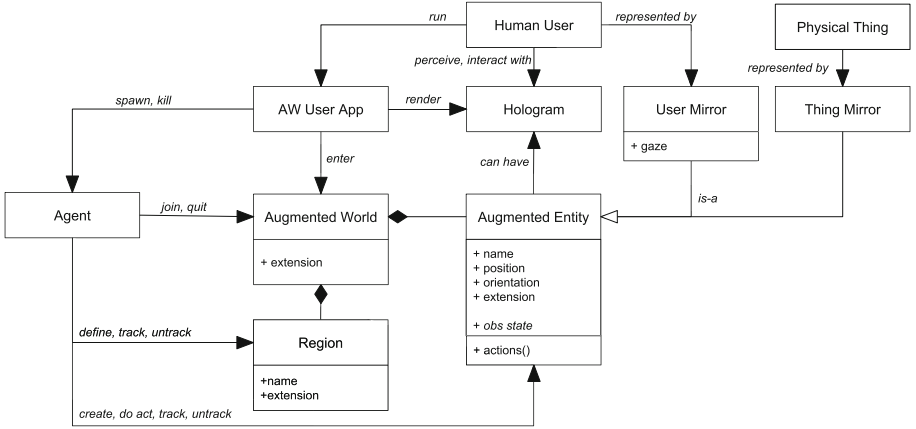 run
Human User
represented by
Physical Thing
perceive, interact with
represented by
spawn, kill
AW User App
render
Hologram
User Mirror
+ gaze
Thing Mirror
enter
can have
is-a
Agent
join, quit
Augmented World
+ extension
Augmented Entity
+ name
+ position
+ orientation
+ extension
+ obs state
+ actions()
define, track, untrack
Region
+name
+extension
create, do act, track, untrack